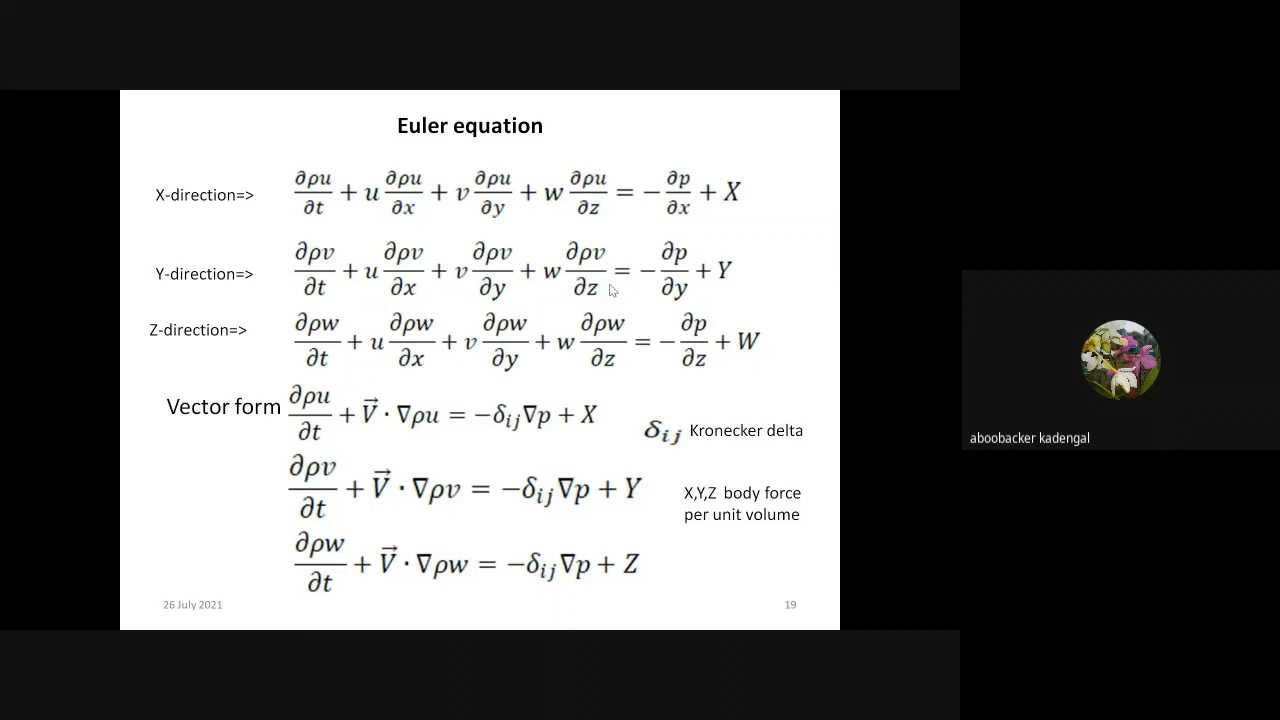 Euler equation
X-direction=> ∂ρu/∂t + u ∂ρu/∂x + v ∂ρu/∂y + w ∂ρu/∂z = − ∂p/∂x + X
Y-direction=> ∂ρv/∂t + u ∂ρv/∂x + v ∂ρv/∂y + w ∂ρv/∂z = − ∂p/∂y + Y
Z-direction=> ∂ρw/∂t + u ∂ρw/∂x + v ∂ρw/∂y + w ∂ρw/∂z = − ∂p/∂z + W
Vector form ∂ρu/∂t + V⃗ · ∇ρu = −δij∇p + X
δij Kronecker delta
∂ρv/∂t + V⃗ · ∇ρv = −δij∇p + Y
X,Y,Z body force
per unit volume
∂ρw/∂t + V⃗ · ∇ρw = −δij∇p + Z
26 July 2021
19
aboobacker kadengal